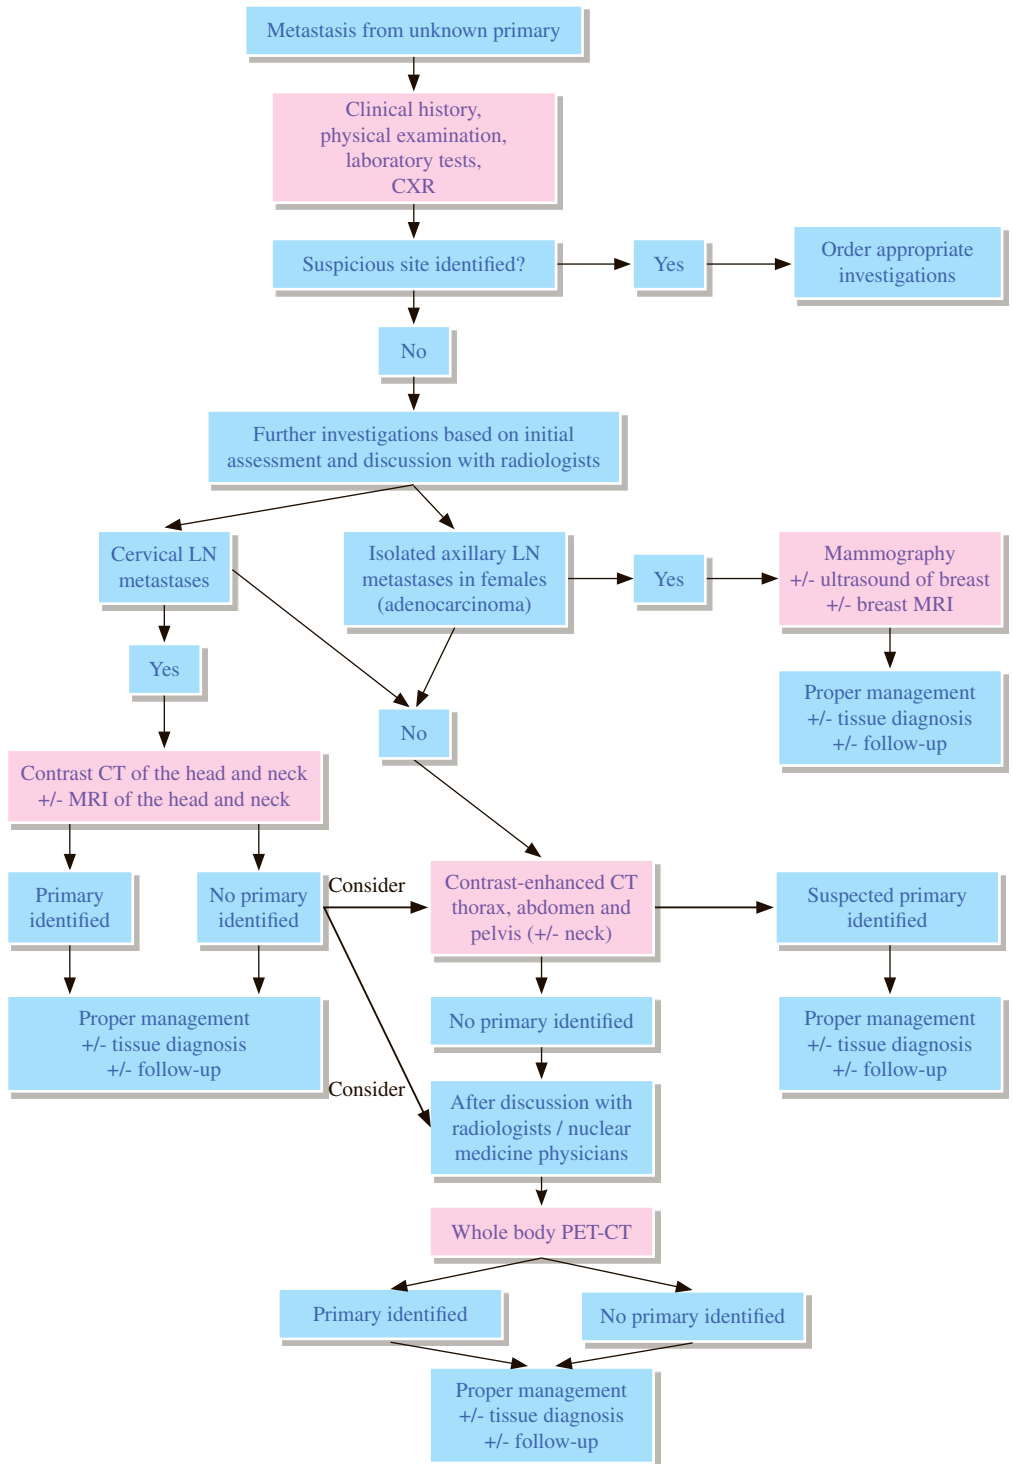 Metastasis from unknown primary
Clinical history,
physical examination,
laboratory tests,
CXR
Suspicious site identified?
Yes
Order appropriate
investigations
No
Further investigations based on initial
assessment and discussion with radiologists
Cervical LN
metastases
Isolated axillary LN
metastases in females
(adenocarcinoma)
Yes
Mammography
+/- ultrasound of breast
+/- breast MRI
Yes
No
Proper management
+/- tissue diagnosis
+/- follow-up
Contrast CT of the head and neck
+/- MRI of the head and neck
Primary
identified
No primary
identified
Consider
Contrast-enhanced CT
thorax, abdomen and
pelvis (+/- neck)
Suspected primary
identified
Proper management
+/- tissue diagnosis
+/- follow-up
No primary identified
Proper management
+/- tissue diagnosis
+/- follow-up
Consider
After discussion with
radiologists / nuclear
medicine physicians
Whole body PET-CT
Primary identified
No primary identified
Proper management
+/- tissue diagnosis
+/- follow-up